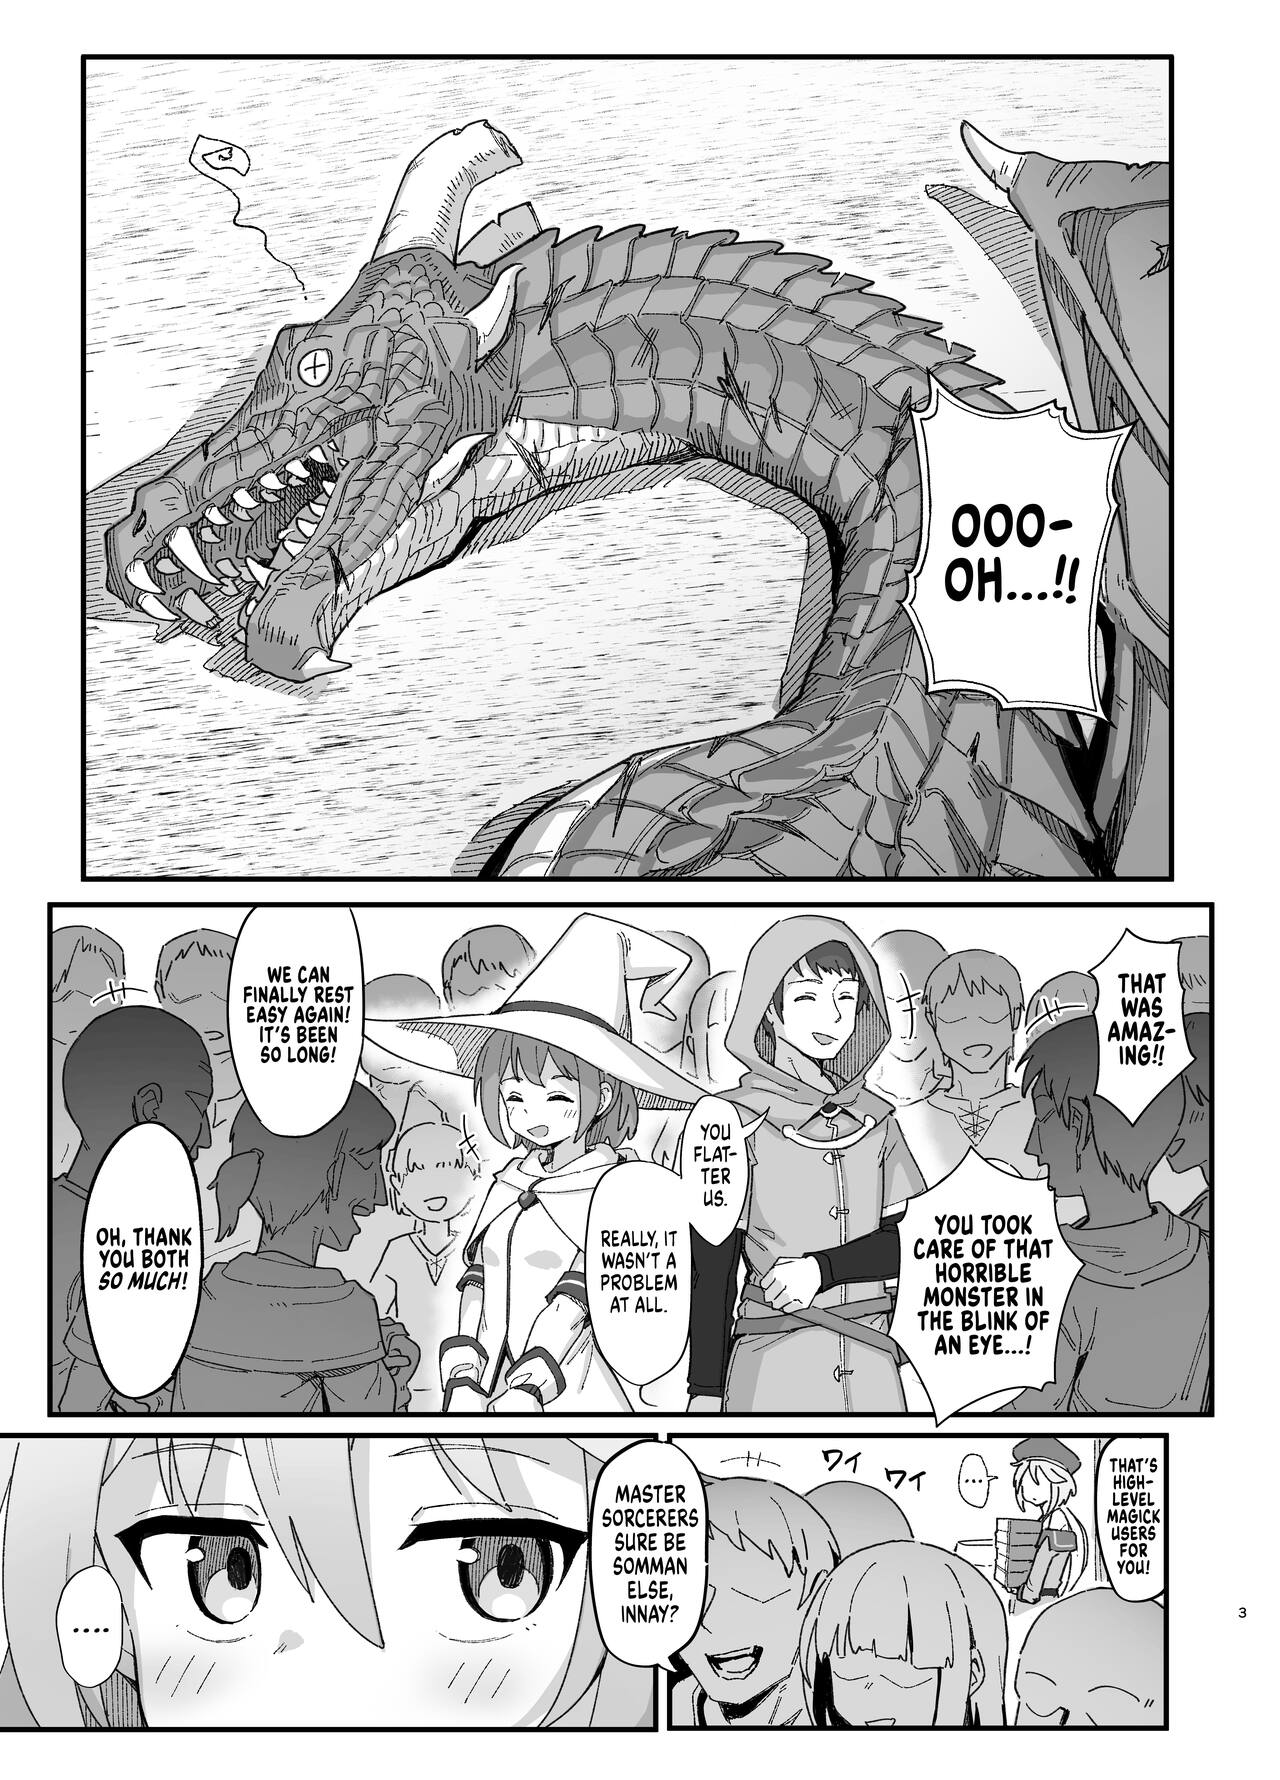 OOO-
OH...!!
THAT
WAS
AMAZ-
ING!!
YOU TOOK
CARE OF THAT
HORRIBLE
MONSTER IN
THE BLINK OF
AN EYE...!
YOU
FLAT-
TER
US.
REALLY, IT
WASN'T A
PROBLEM
AT ALL.
WE CAN
FINALLY REST
EASY AGAIN!
IT'S BEEN
SO LONG!
OH, THANK
YOU BOTH
SO MUCH!
THAT'S
HIGH-
LEVEL
MAGICK
USERS
FOR
YOU!
...
ワイ
ワイ
MASTER
SORCERERS
SURE BE
SOMMAN
ELSE,
INNAY?
....
3